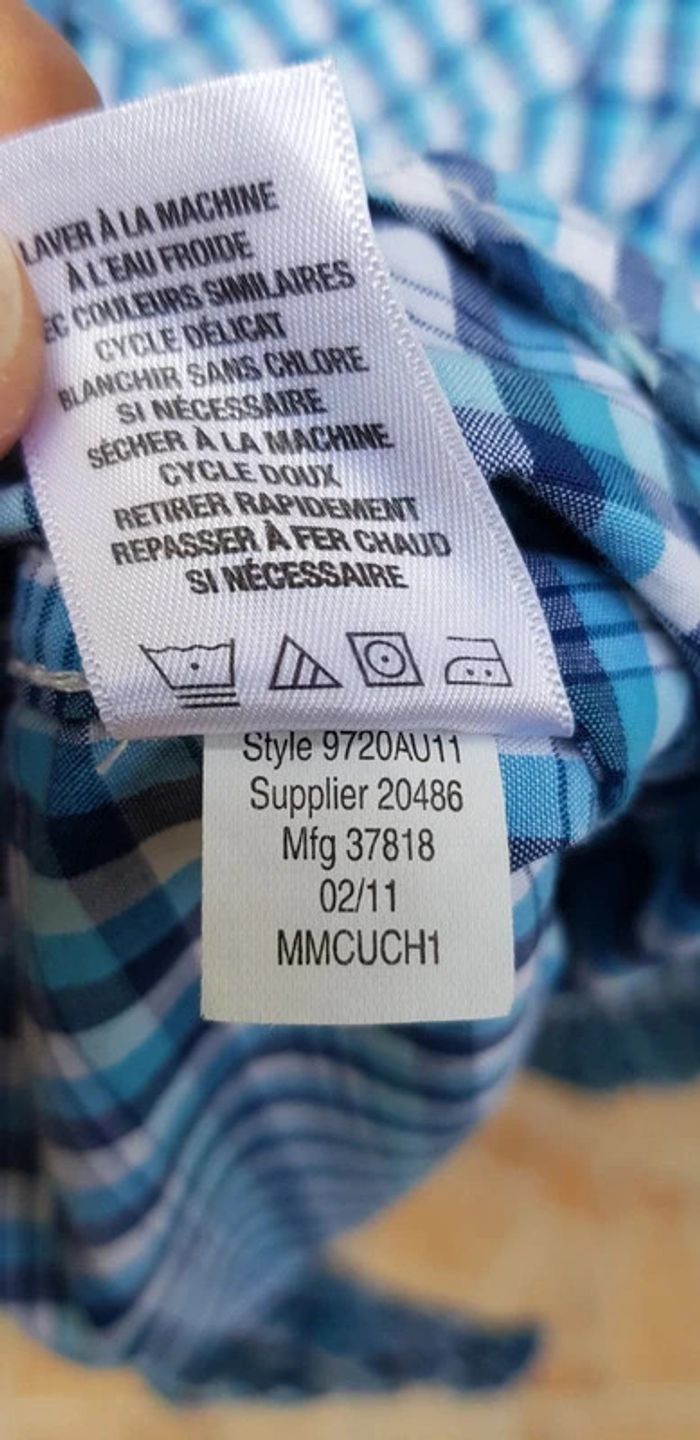 LAVER À LA MACHINE
À L'EAU FROIDE
EC COULEURS SIMILAIRES
CYCLE DÉLICAT
BLANCHIR SANS CHLORE
SI NÉCESSAIRE
SÉCHER À LA MACHINE
CYCLE DOUX
RETIRER RAPIDEMENT
REPASSER À FER CHAUD
SI NÉCESSAIRE
Style 9720AU11
Supplier 20486
Mfg 37818
02/11
MMCUCH1